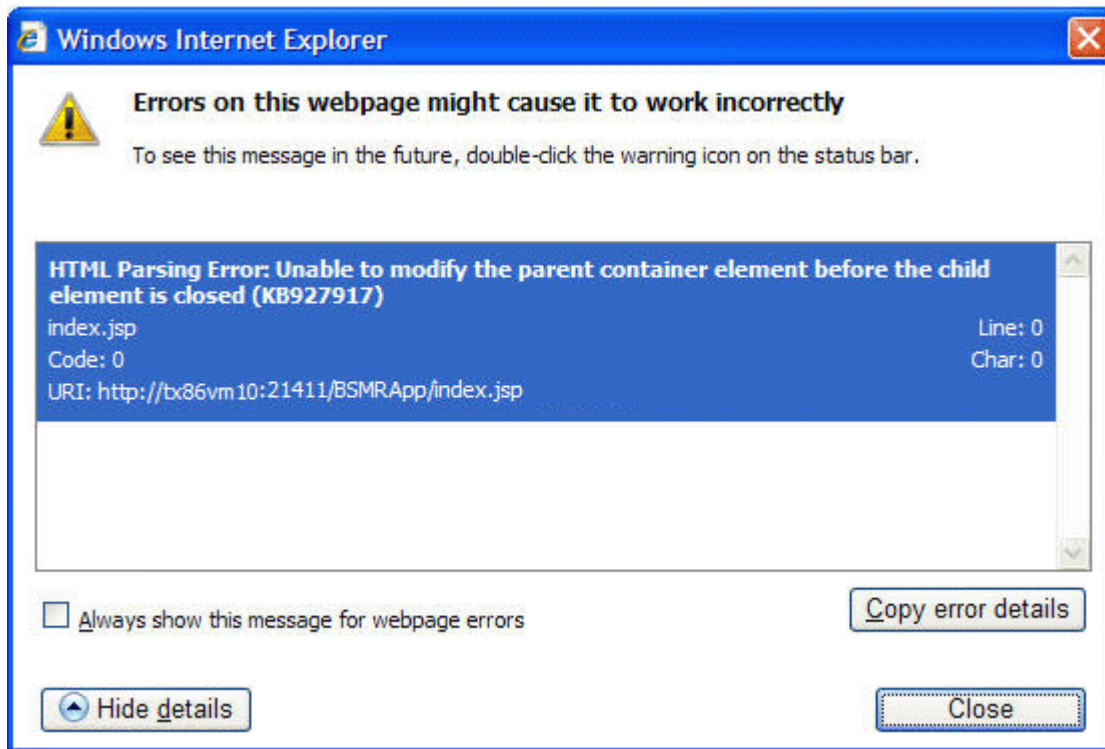 Windows Internet Explorer
Errors on this webpage might cause it to work incorrectly
To see this message in the future, double-click the warning icon on the status bar.
HTML Parsing Error: Unable to modify the parent container element before the child
element is closed (KB927917)
index.jsp Line: 0
Code: 0 Char: 0
URI: http://tx86vm10:21411/BSMRApp/index.jsp
Always show this message for webpage errors
Copy error details
Hide details
Close